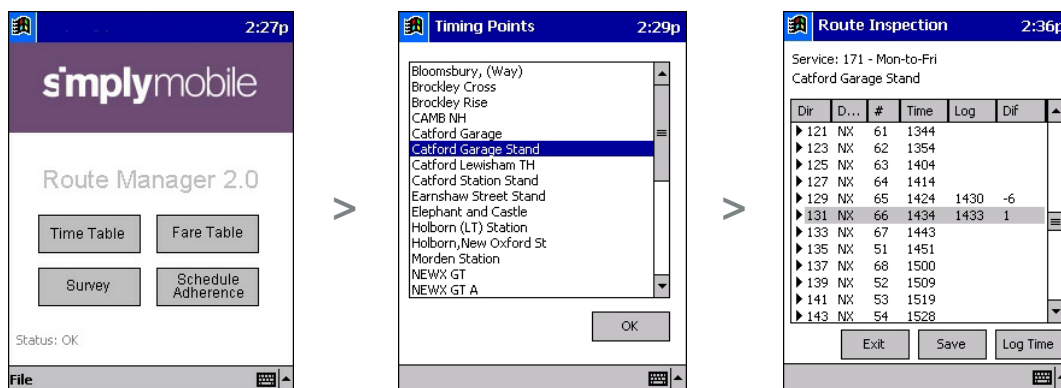 2:27p
simplymobile
Route Manager 2.0
Time Table Fare Table
Survey Schedule Adherence
Status: OK
File
>
Timing Points 2:29p
Bloomsbury, (Way)
Brockley Cross
Brockley Rise
CAMB NH
Catford Garage
Catford Garage Stand
Catford Lewisham TH
Catford Station Stand
Earnshaw Street Stand
Elephant and Castle
Holborn (LT) Station
Holborn,New Oxford St
Morden Station
NEWX GT
NEWX GT A
OK
>
Route Inspection 2:36p
Service: 171 - Mon-to-Fri
Catford Garage Stand
Dir D... # Time Log Dif
121 NX 61 1344
123 NX 62 1354
125 NX 63 1404
127 NX 64 1414
129 NX 65 1424 1430 -6
131 NX 66 1434 1433 1
133 NX 67 1443
135 NX 51 1451
137 NX 68 1500
139 NX 52 1509
141 NX 53 1519
143 NX 54 1528
Exit Save Log Time